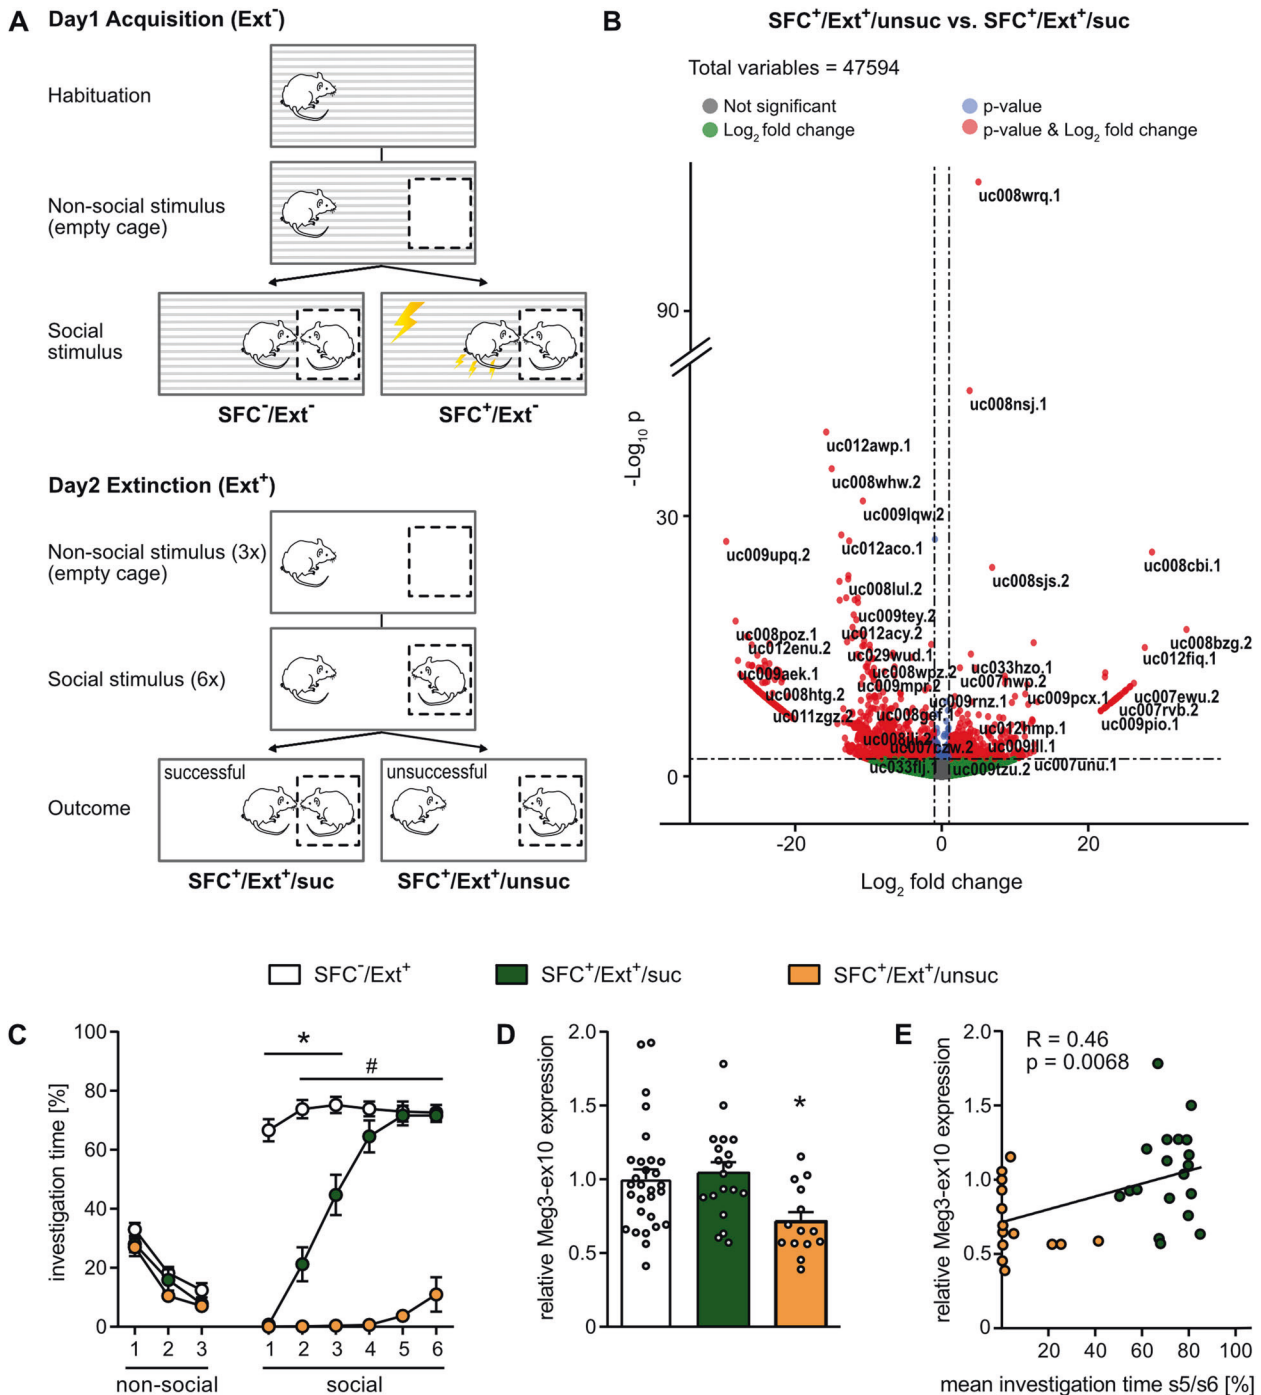 A Day1 Acquisition (Ext⁻)
Habituation
Non-social stimulus
(empty cage)
Social
stimulus
SFC⁻/Ext⁻
SFC⁺/Ext⁻
Day2 Extinction (Ext⁺)
Non-social stimulus (3x)
(empty cage)
Social stimulus (6x)
Outcome
successful
unsuccessful
SFC⁺/Ext⁺/suc
SFC⁺/Ext⁺/unsuc
B SFC⁺/Ext⁺/unsuc vs. SFC⁺/Ext⁺/suc
Total variables = 47594
Not significant
p-value
Log₂ fold change
p-value & Log₂ fold change
-Log₁₀ p
90
30
0
uc008wrq.1
uc008nsj.1
uc012awp.1
uc008whw.2
uc009lqw.2
uc012aco.1
uc009upq.2
uc008cbi.1
uc008sjs.2
uc008lul.2
uc009tey.2
uc008poz.1
uc012acy.2
uc008bzg.2
uc012enu.2
uc029wud.1
uc012fiq.1
uc009aek.1
uc008wpz.2
uc033hzo.1
uc009mpr.2
uc007hwp.2
uc008htg.2
uc009rnz.1
uc009pcx.1
uc007ewu.2
uc011zgz.2
uc008gef.1
uc007rvb.2
uc012hmp.1
uc009pio.1
uc007czw.2
uc009lll.1
uc033flj.1
uc009tzu.2
uc007unu.1
-20
0
20
Log₂ fold change
SFC⁻/Ext⁺
SFC⁺/Ext⁺/suc
SFC⁺/Ext⁺/unsuc
C
investigation time [%]
100
80
60
40
20
0
*
#
1 2 3
1 2 3 4 5 6
non-social
social
D
relative Meg3-ex10 expression
2.0
1.5
1.0
0.5
0
*
E
relative Meg3-ex10 expression
R = 0.46
p = 0.0068
2.0
1.5
1.0
0.5
0
20 40 60 80 100
mean investigation time s5/s6 [%]